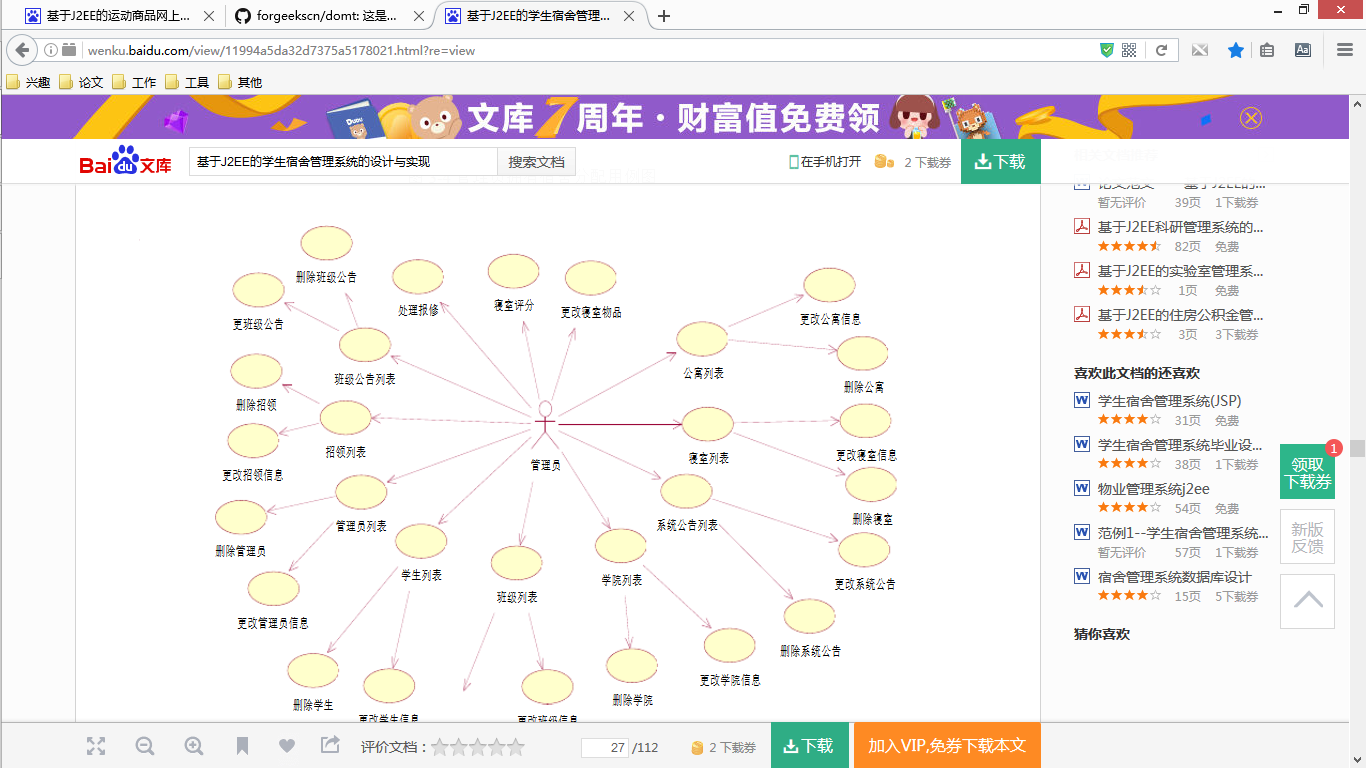 基于J2EE的运动商品网上...
forgeekscn/domt: 这是...
基于J2EE的学生宿舍管理...
wenku.baidu.com/view/11994a5da32d7375a5178021.html?re=view
兴趣 论文 工作 工具 其他
文库7周年·财富值免费领
Bai du 文库
基于J2EE的学生宿舍管理系统的设计与实现
搜索文档
在手机打开
2 下载券
下载
删除班级公告
更班级公告
处理报修
寝室评分
更改寝室物品
更改公寓信息
班级公告列表
公寓列表
删除公寓
删除招领
招领列表
更改招领信息
管理员
寝室列表
更改寝室信息
删除寝室
管理员列表
系统公告列表
删除管理员
学生列表
学院列表
更改系统公告
班级列表
更改管理员信息
删除系统公告
更改学院信息
删除学生
删除学院
更改学生信息
更改班级信息
暂无评价 39页 1下载券
基于J2EE科研管理系统的...
82页 免费
基于J2EE的实验室管理系...
1页 免费
基于J2EE的住房公积金管...
3页 3下载券
喜欢此文档的还喜欢
学生宿舍管理系统(JSP)
31页 免费
学生宿舍管理系统毕业设...
38页 1下载券
物业管理系统j2ee
54页 免费
范例1--学生宿舍管理系统...
暂无评价 57页 1下载券
宿舍管理系统数据库设计
15页 5下载券
猜你喜欢
1
领取
下载券
新版
反馈
评价文档：
27 /112
2 下载券
下载
加入VIP,免券下载本文